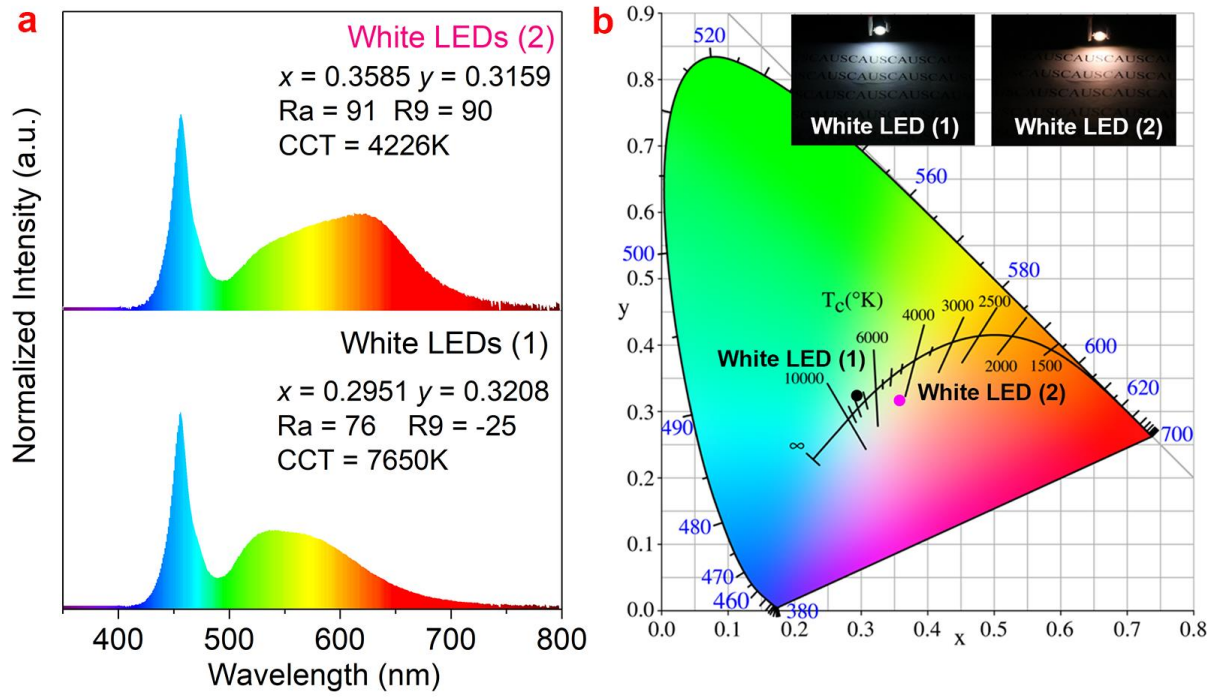 a
White LEDs (2)
x = 0.3585 y = 0.3159
Ra = 91 R9 = 90
CCT = 4226K
White LEDs (1)
x = 0.2951 y = 0.3208
Ra = 76 R9 = -25
CCT = 7650K
Normalized Intensity (a.u.)
400 500 600 700 800
Wavelength (nm)
b
CAUSCAUSCAUSCA
White LED (1)
CAUSCAUSCAUSCA
White LED (2)
0.9
0.8
0.7
0.6
0.5
y
0.4
0.3
0.2
0.1
0.0
0.0 0.1 0.2 0.3 0.4 0.5 0.6 0.7 0.8
x
520
560
500
580
600
620
700
490
480
470
460
380
Tc(°K)
4000
3000
2500
6000
10000
2000
1500
∞
White LED (1)
White LED (2)